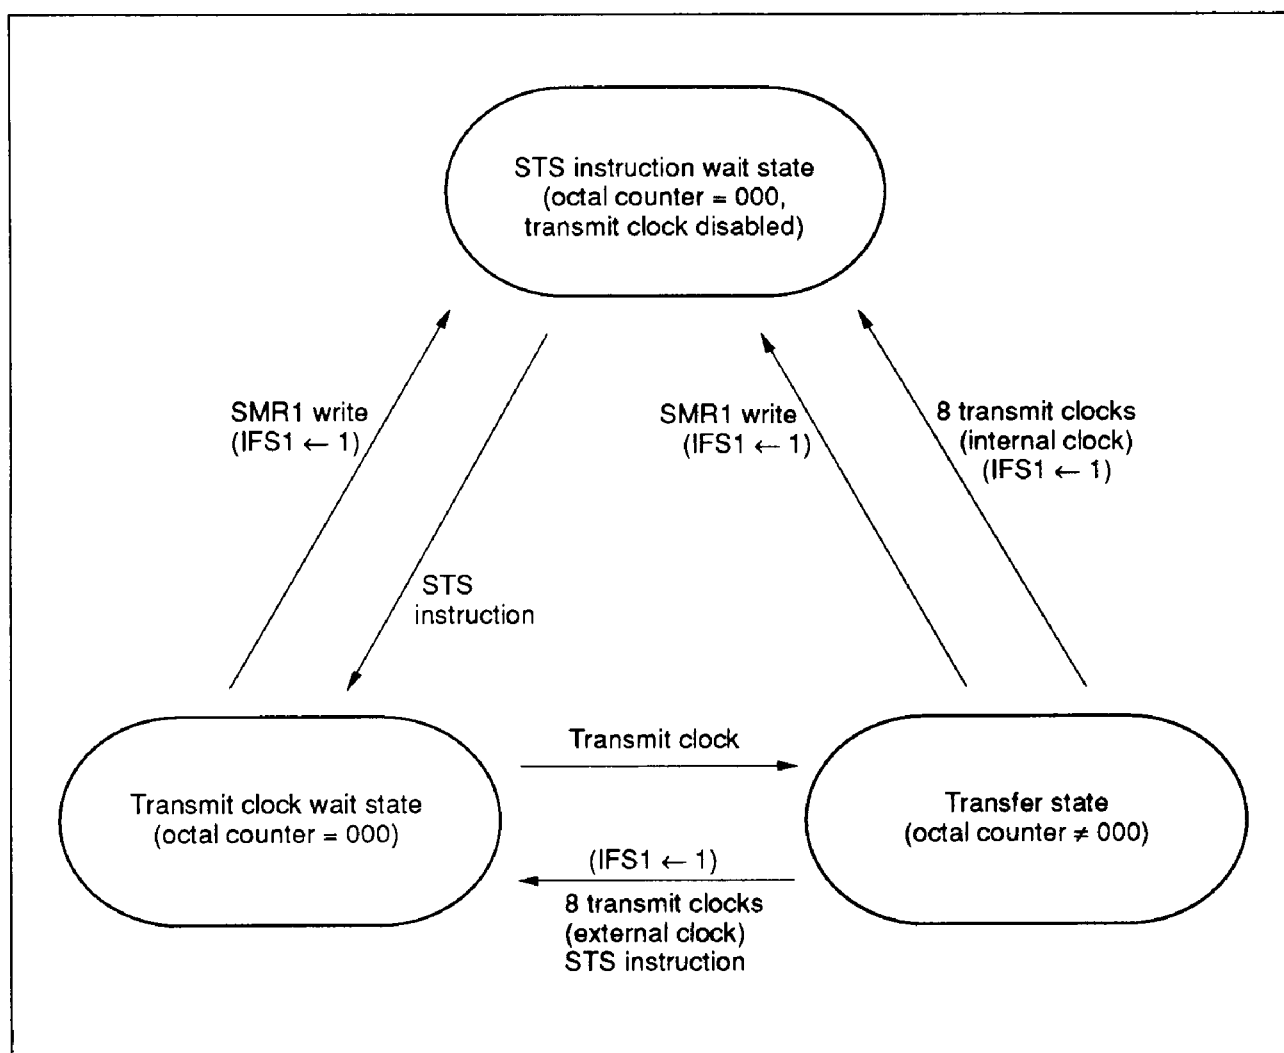 STS instruction wait state
(octal counter = 000,
transmit clock disabled)
SMR1 write
(IFS1 ← 1)
SMR1 write
(IFS1 ← 1)
8 transmit clocks
(internal clock)
(IFS1 ← 1)
STS
instruction
Transmit clock
Transmit clock wait state
(octal counter = 000)
Transfer state
(octal counter ≠ 000)
(IFS1 ← 1)
8 transmit clocks
(external clock)
STS instruction